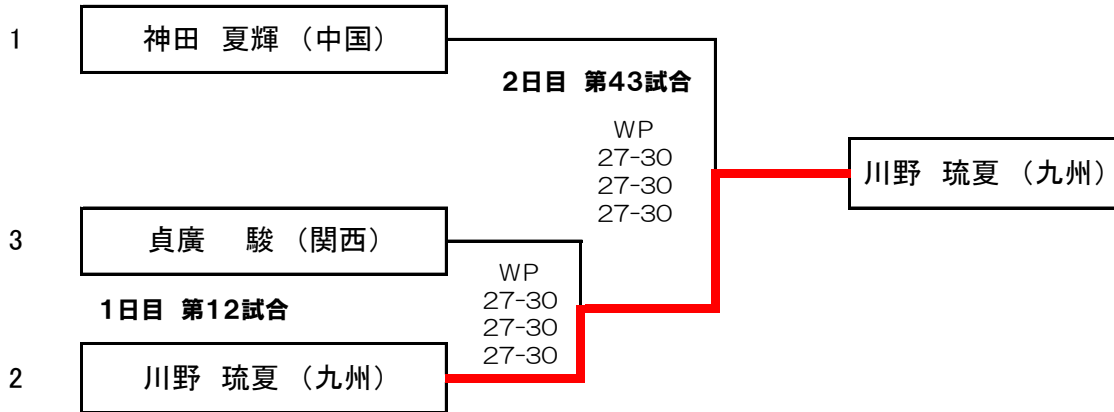 1
神田　夏輝　（中国）
2日目　第43試合
WP
27-30
27-30
27-30
川野　琉夏　（九州）
3
貞廣　　駿　（関西）
WP
27-30
27-30
27-30
1日目　第12試合
2
川野　琉夏　（九州）